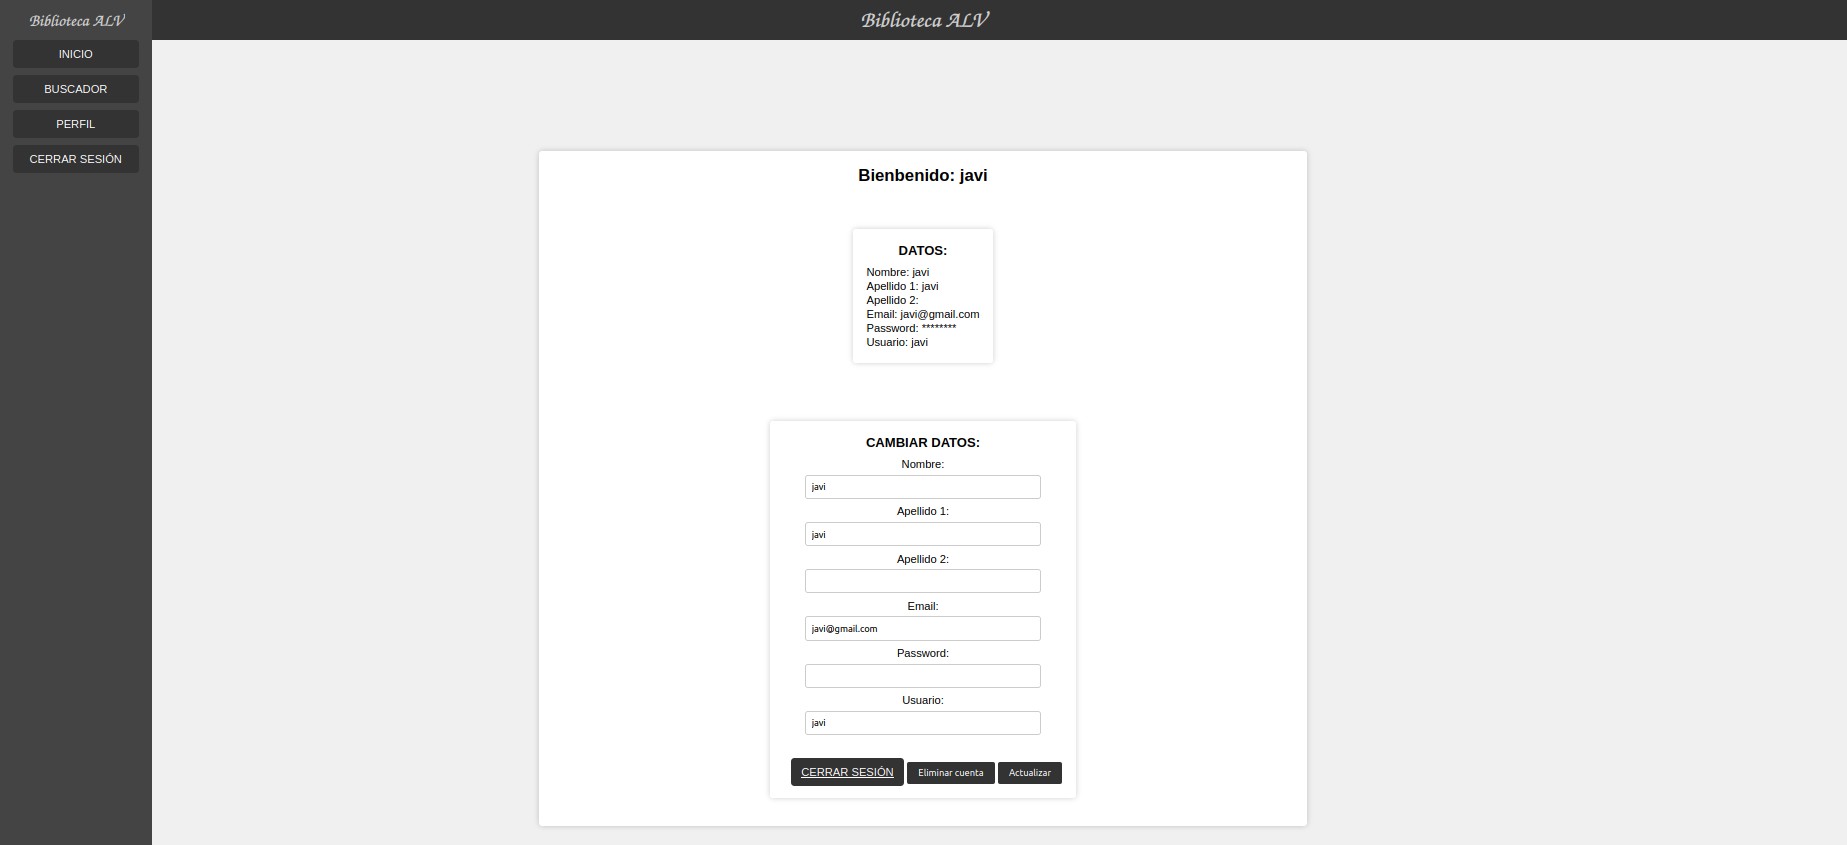 Biblioteca ALV
INICIO
BUSCADOR
PERFIL
CERRAR SESIÓN
Biblioteca ALV
Bienbenido: javi
DATOS:
Nombre: javi
Apellido 1: javi
Apellido 2:
Email: javi@gmail.com
Password: ********
Usuario: javi
CAMBIAR DATOS:
Nombre:
javi
Apellido 1:
javi
Apellido 2:
Email:
javi@gmail.com
Password:
Usuario:
javi
CERRAR SESIÓN Eliminar cuenta Actualizar